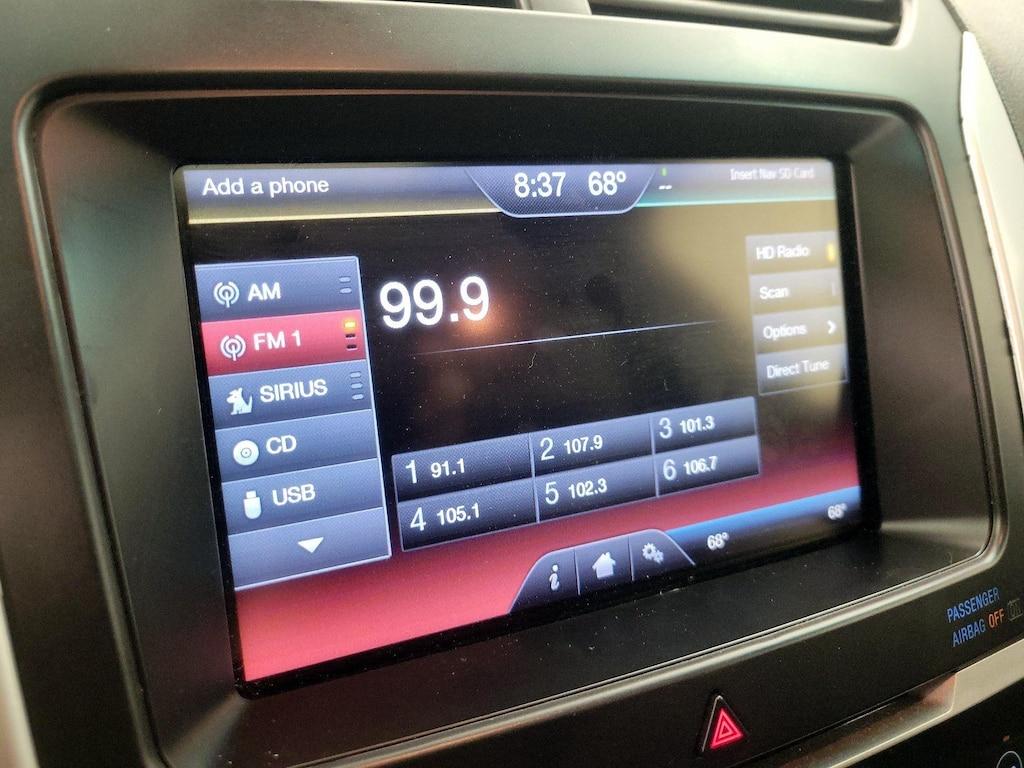 Add a phone
8:37 68°
--
Insert Nav SD Card
AM
FM 1
SIRIUS
CD
USB
99.9
HD Radio
Scan
Options
Direct Tune
1 91.1
2 107.9
3 101.3
4 105.1
5 102.3
6 106.7
i
68°
68°
PASSENGER
AIRBAG OFF